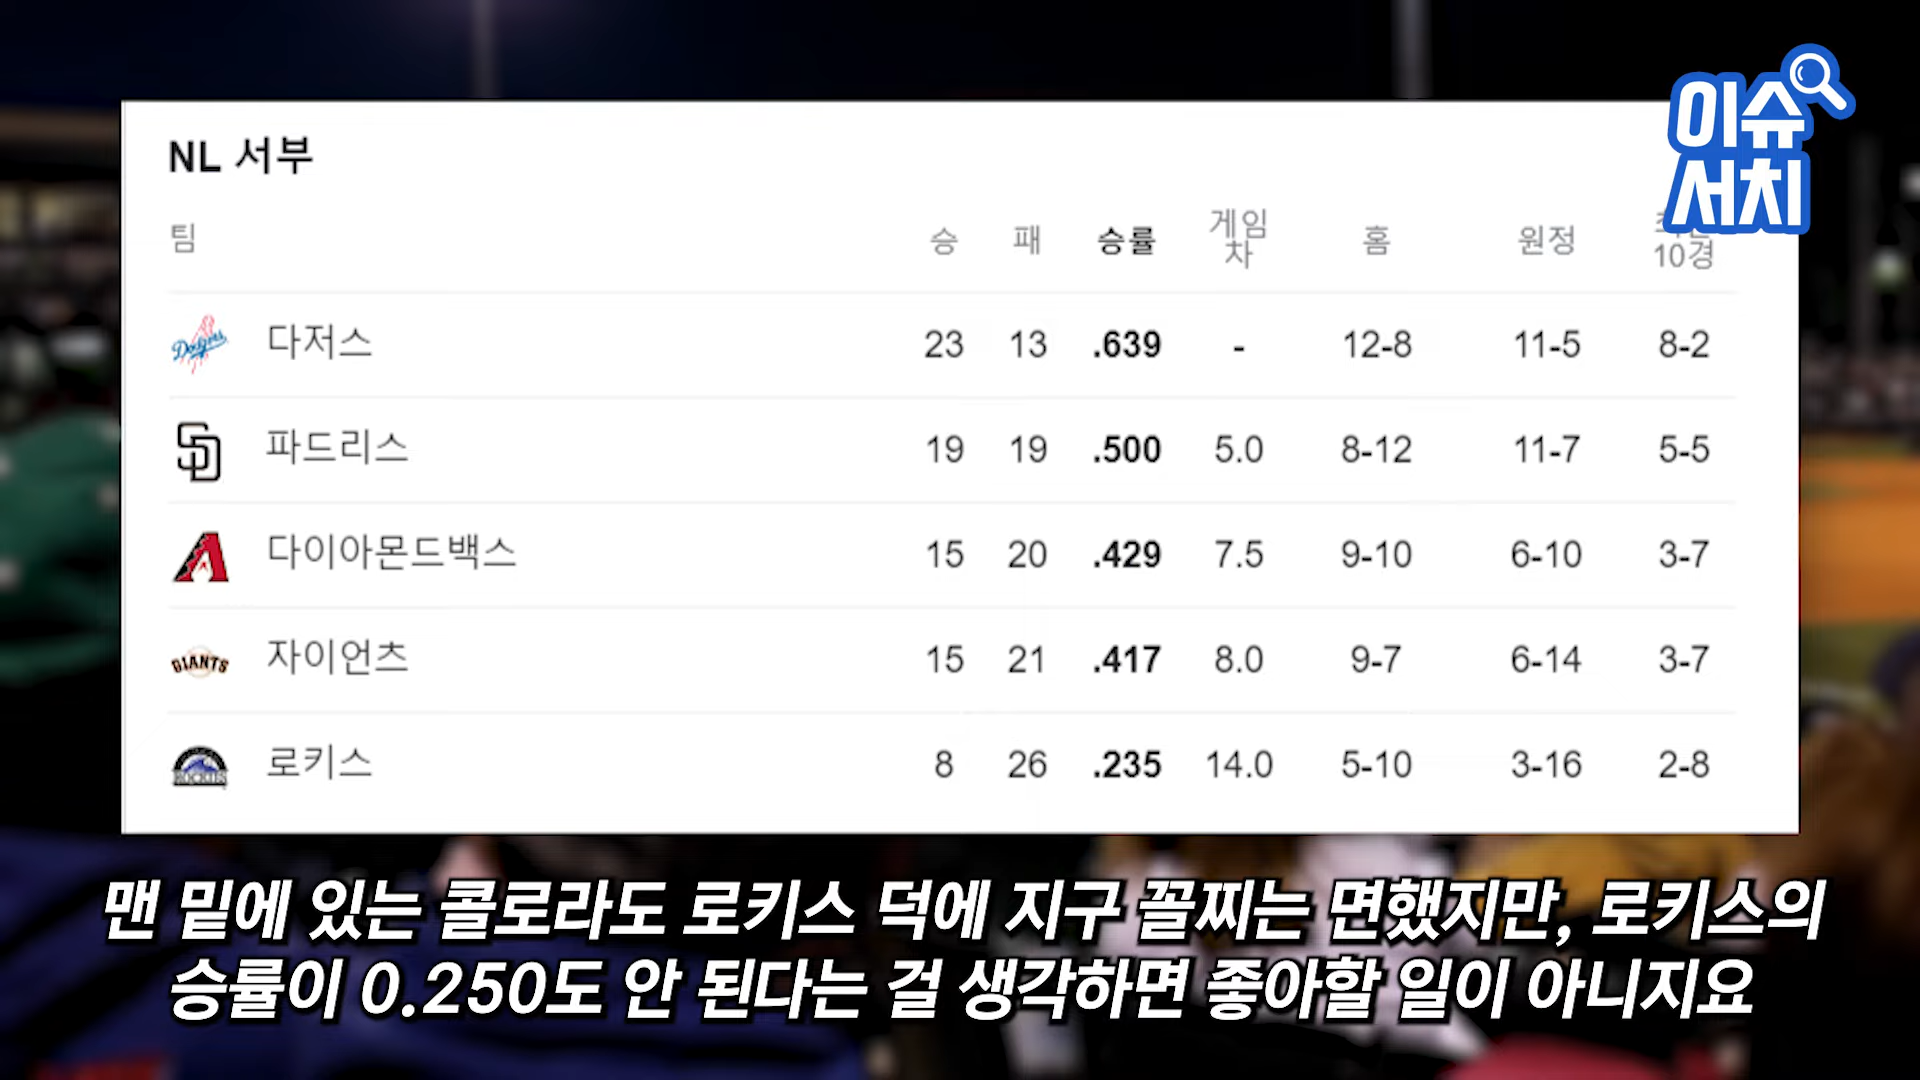 이슈
서치
NL 서부
팀 승 패 승률 게임차 홈 원정 10경
Dodgers 다저스 23 13 .639 - 12-8 11-5 8-2
SD 파드리스 19 19 .500 5.0 8-12 11-7 5-5
A 다이아몬드백스 15 20 .429 7.5 9-10 6-10 3-7
GIANTS 자이언츠 15 21 .417 8.0 9-7 6-14 3-7
ROCKIES 로키스 8 26 .235 14.0 5-10 3-16 2-8
맨 밑에 있는 콜로라도 로키스 덕에 지구 꼴찌는 면했지만, 로키스의
승률이 0.250도 안 된다는 걸 생각하면 좋아할 일이 아니지요